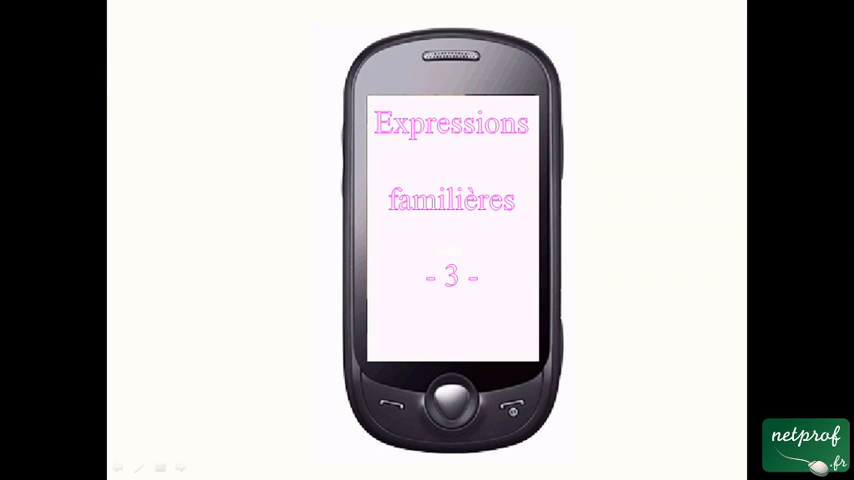 Expressions
familières
- 3 -
netprof
.fr